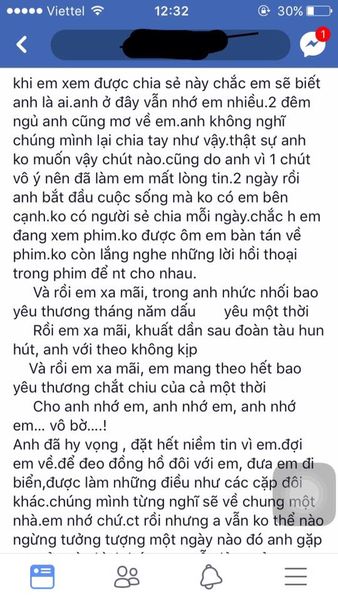 Viettel 12:32 30%
1
khi em xem được chia sẻ này chắc em sẽ biết
anh là ai.anh ở đây vẫn nhớ em nhiều.2 đêm
ngủ anh cũng mơ về em.anh không nghĩ
chúng mình lại chia tay như vậy.thật sự anh
ko muốn vậy chút nào.cũng do anh vì 1 chút
vô ý nên đã làm em mất lòng tin.2 ngày rồi
anh bắt đầu cuộc sống mà ko có em bên
cạnh.ko có người sẻ chia mỗi ngày.chắc h em
đang xem phim.ko được ôm em bàn tán về
phim.ko còn lắng nghe những lời hồi thoại
trong phim để nt cho nhau.
Và rồi em xa mãi, trong anh nhức nhối bao
yêu thương tháng năm dấu yêu một thời
Rồi em xa mãi, khuất dần sau đoàn tàu hun
hút, anh với theo không kịp
Và rồi em xa mãi, em mang theo hết bao
yêu thương chắt chiu của cả một thời
Cho anh nhớ em, anh nhớ em, anh nhớ
em... vô bờ....!
Anh đã hy vọng , đặt hết niềm tin vì em.đợi
em về.để đeo đồng hồ đôi với em, đưa em đi
biển,được làm những điều như các cặp đôi
khác.chúng mình từng nghĩ sẽ về chung một
nhà.em nhớ chứ.ct rồi nhưng a vẫn ko thể nào
ngừng tưởng tượng một ngày nào đó anh gặp